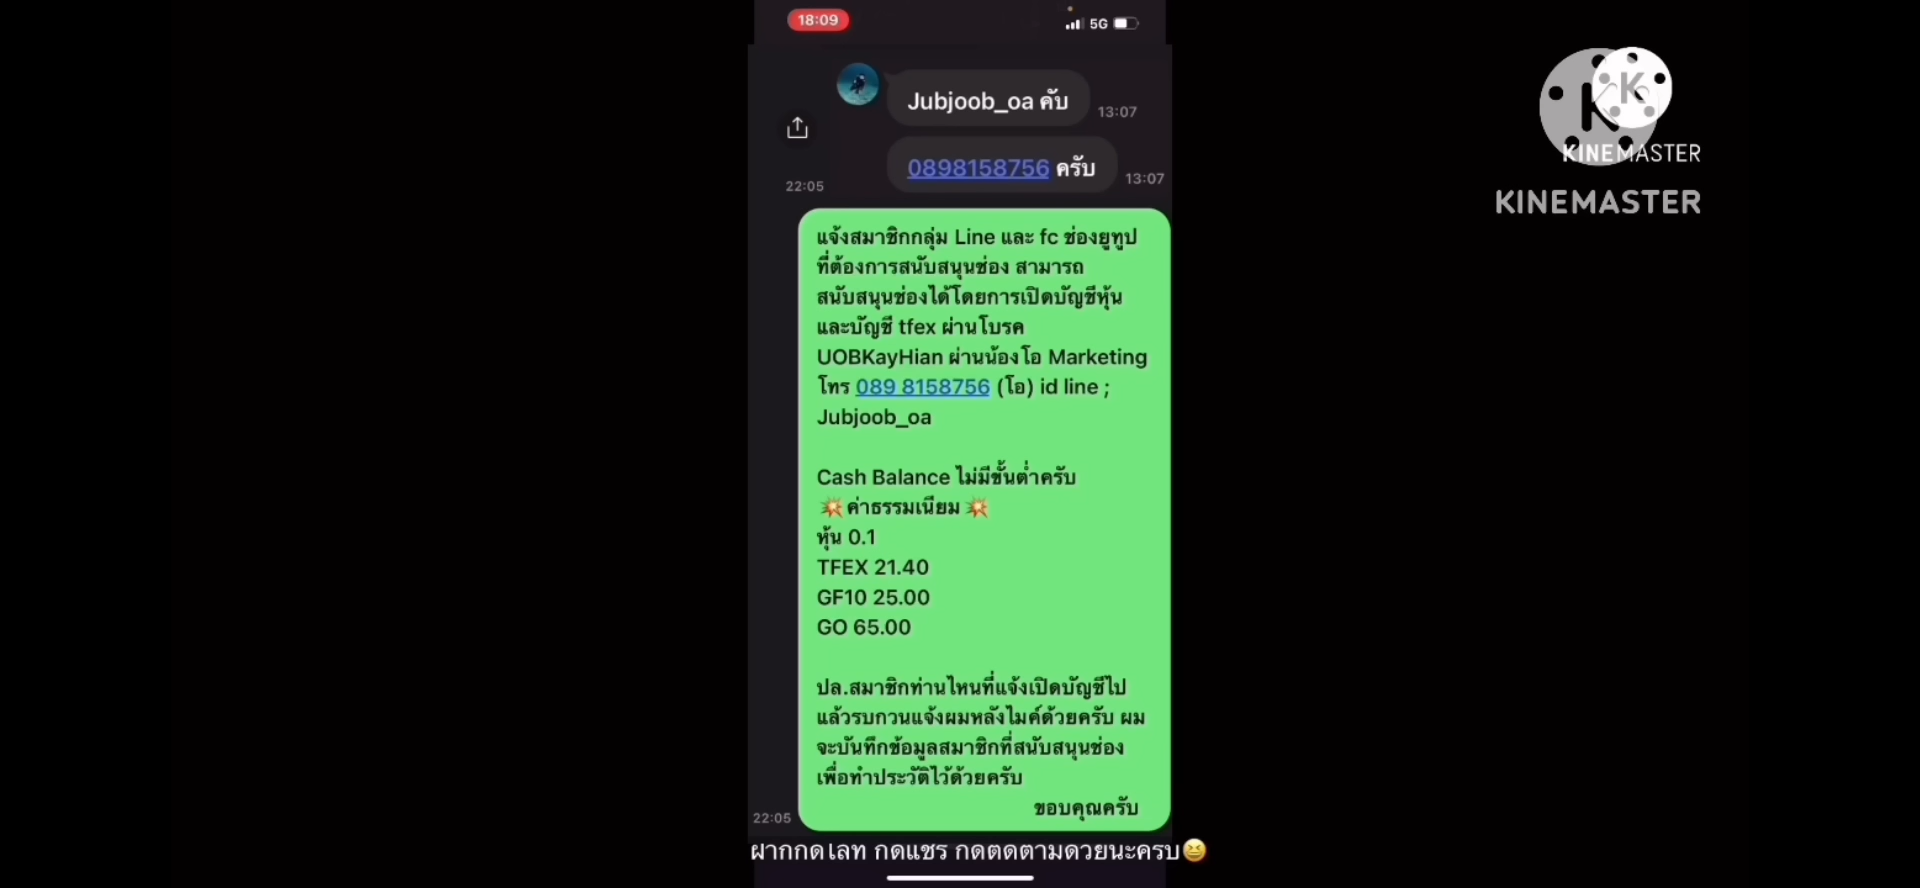 18:09
5G
Jubjoob_oa คับ
13:07
0898158756 ครับ
13:07
22:05
แจ้งสมาชิกกลุ่ม Line และ fc ช่องยูทูป
ที่ต้องการสนับสนุนช่อง สามารถ
สนับสนุนช่องได้โดยการเปิดบัญชีหุ้น
และบัญชี tfex ผ่านโบรค
UOBKayHian ผ่านน้องโอ Marketing
โทร 089 8158756 (โอ) id line ;
Jubjoob_oa
Cash Balance ไม่มีขั้นต่ำครับ
💥ค่าธรรมเนียม💥
หุ้น 0.1
TFEX 21.40
GF10 25.00
GO 65.00
ปล.สมาชิกท่านไหนที่แจ้งเปิดบัญชีไป
แล้วรบกวนแจ้งผมหลังไมค์ด้วยครับ ผม
จะบันทึกข้อมูลสมาชิกที่สนับสนุนช่อง
เพื่อทำประวัติไว้ด้วยครับ
ขอบคุณครับ
22:05
ฝากกดเลท กดแชร กดตดตามดวยนะครบ😆
K
K
KINEMASTER
KINEMASTER